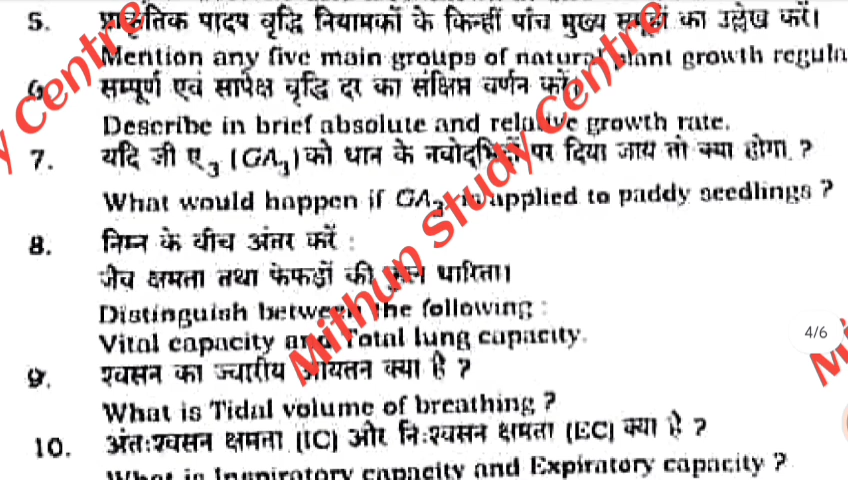 5. प्राकृतिक पादप वृद्धि नियामकों के किन्हीं पाँच मुख्य समूहों का उल्लेख करें।
Mention any five main groups of natural plant growth regula
6. सम्पूर्ण एवं सापेक्ष वृद्धि दर का संक्षिप्त वर्णन करें।
Describe in brief absolute and relative growth rate.
7. यदि जी ए₃ (GA₃) को धान के नवोद्भिदों पर दिया जाय तो क्या होगा ?
What would happen if GA₃ is applied to paddy seedlings ?
8. निम्न के बीच अंतर करें :
जैव क्षमता तथा फेफड़ों की कुल धारिता।
Distinguish between the following :
Vital capacity and Total lung capacity.
4/6
9. श्वसन का ज्वारीय आयतन क्या है ?
What is Tidal volume of breathing ?
10. अंतःश्वसन क्षमता (IC) और निःश्वसन क्षमता (EC) क्या है ?
What is Inspiratory capacity and Expiratory capacity ?
y Centre
Mithun Study Centre
Mi